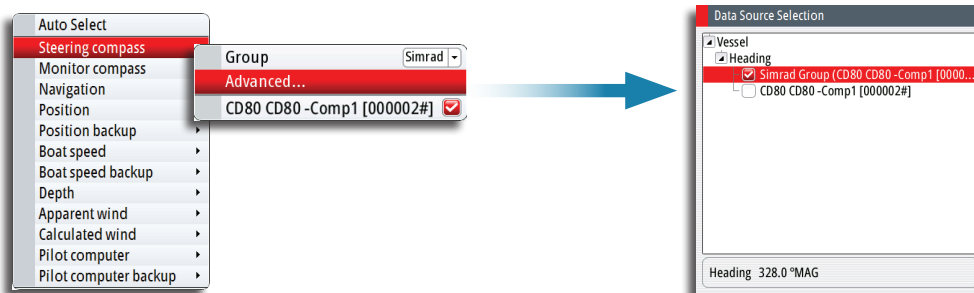 Auto Select
Steering compass
Monitor compass
Navigation
Position
Position backup
Boat speed
Boat speed backup
Depth
Apparent wind
Calculated wind
Pilot computer
Pilot computer backup
Group Simrad
Advanced...
CD80 CD80 -Comp1 [000002#]
Data Source Selection
Vessel
Heading
Simrad Group (CD80 CD80 -Comp1 [0000...
CD80 CD80 -Comp1 [000002#]
Heading 328.0 °MAG